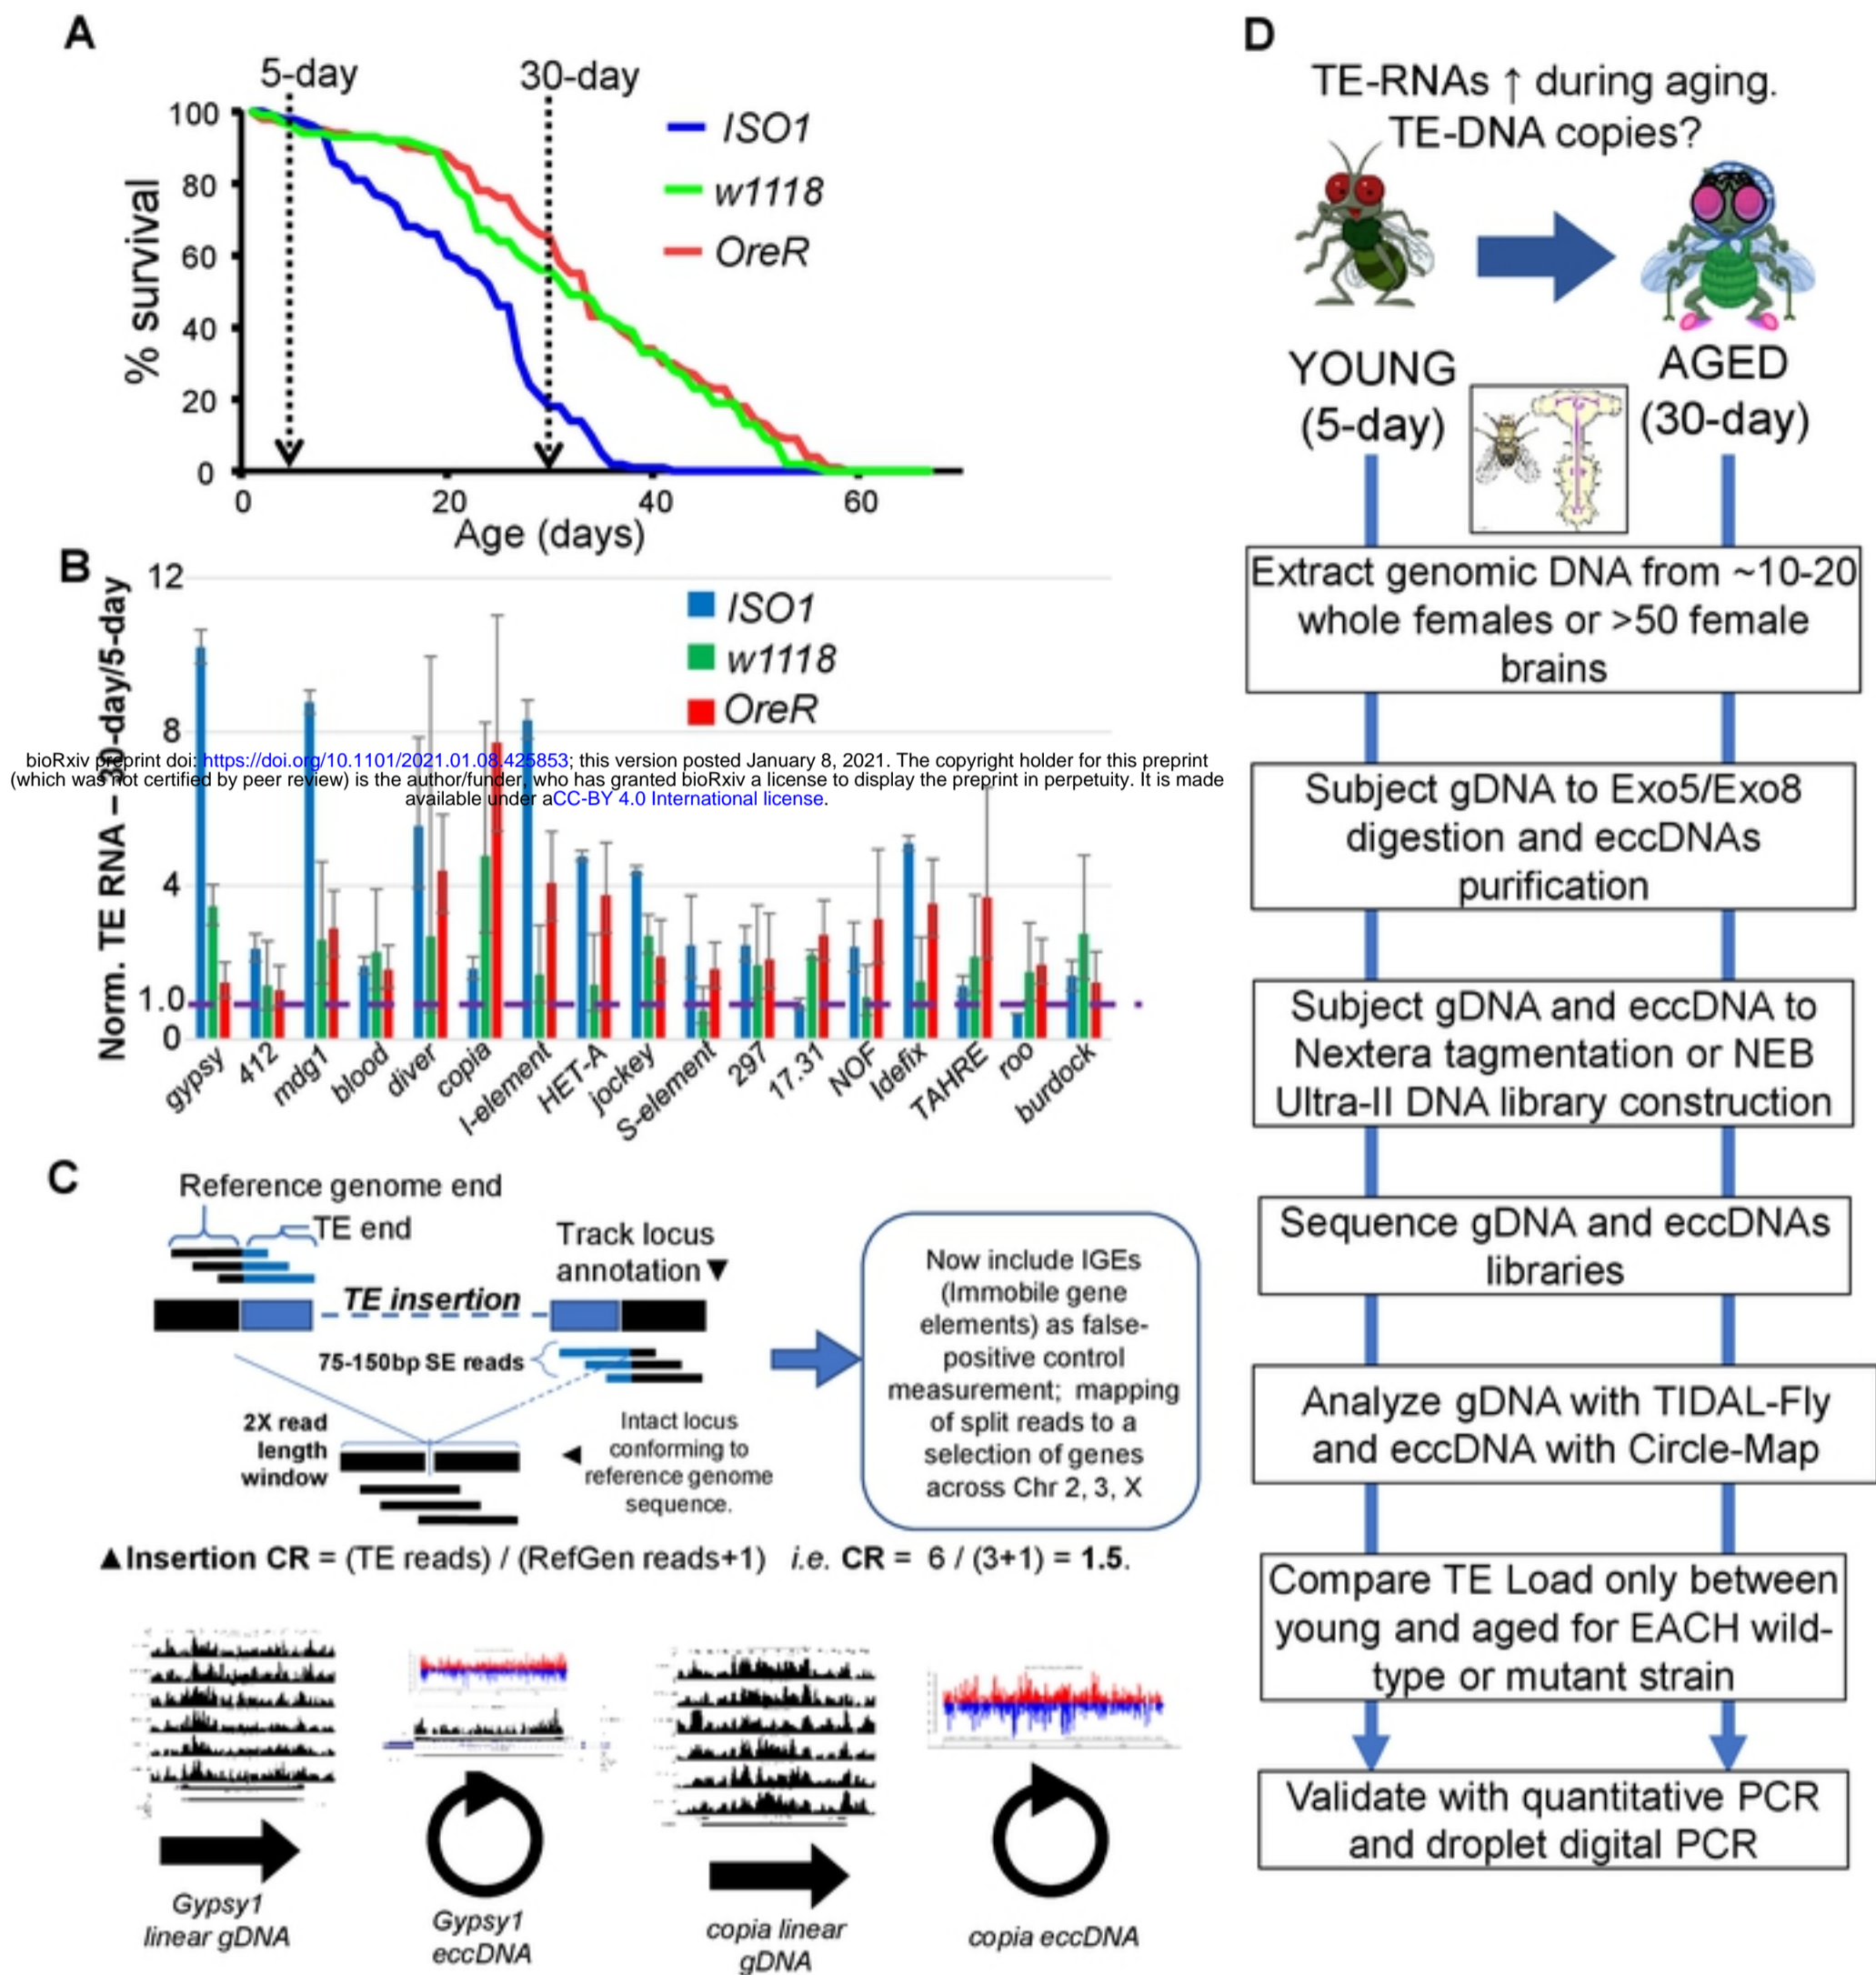 A
5-day
30-day
100
80
60
40
20
0
% survival
0
20
40
60
Age (days)
ISO1
w1118
OreR
B
12
8
4
1.0
0
Norm. TE RNA – 30-day/5-day
ISO1
w1118
OreR
bioRxiv preprint doi: https://doi.org/10.1101/2021.01.08.425853; this version posted January 8, 2021. The copyright holder for this preprint
(which was not certified by peer review) is the author/funder, who has granted bioRxiv a license to display the preprint in perpetuity. It is made
available under aCC-BY 4.0 International license.
gypsy
412
mdg1
blood
diver
copia
I-element
HET-A
jockey
S-element
297
17.31
NOF
Idefix
TAHRE
roo
burdock
C
Reference genome end
TE end
TE insertion
Track locus
annotation▼
75-150bp SE reads
2X read
length
window
◄ Intact locus
conforming to
reference genome
sequence.
Now include IGEs
(Immobile gene
elements) as false-
positive control
measurement; mapping
of split reads to a
selection of genes
across Chr 2, 3, X
▲Insertion CR = (TE reads) / (RefGen reads+1) i.e. CR = 6 / (3+1) = 1.5.
Gypsy1
linear gDNA
Gypsy1
eccDNA
copia linear
gDNA
copia eccDNA
D
TE-RNAs ↑ during aging.
TE-DNA copies?
YOUNG
(5-day)
AGED
(30-day)
Extract genomic DNA from ~10-20
whole females or >50 female
brains
Subject gDNA to Exo5/Exo8
digestion and eccDNAs
purification
Subject gDNA and eccDNA to
Nextera tagmentation or NEB
Ultra-II DNA library construction
Sequence gDNA and eccDNAs
libraries
Analyze gDNA with TIDAL-Fly
and eccDNA with Circle-Map
Compare TE Load only between
young and aged for EACH wild-
type or mutant strain
Validate with quantitative PCR
and droplet digital PCR